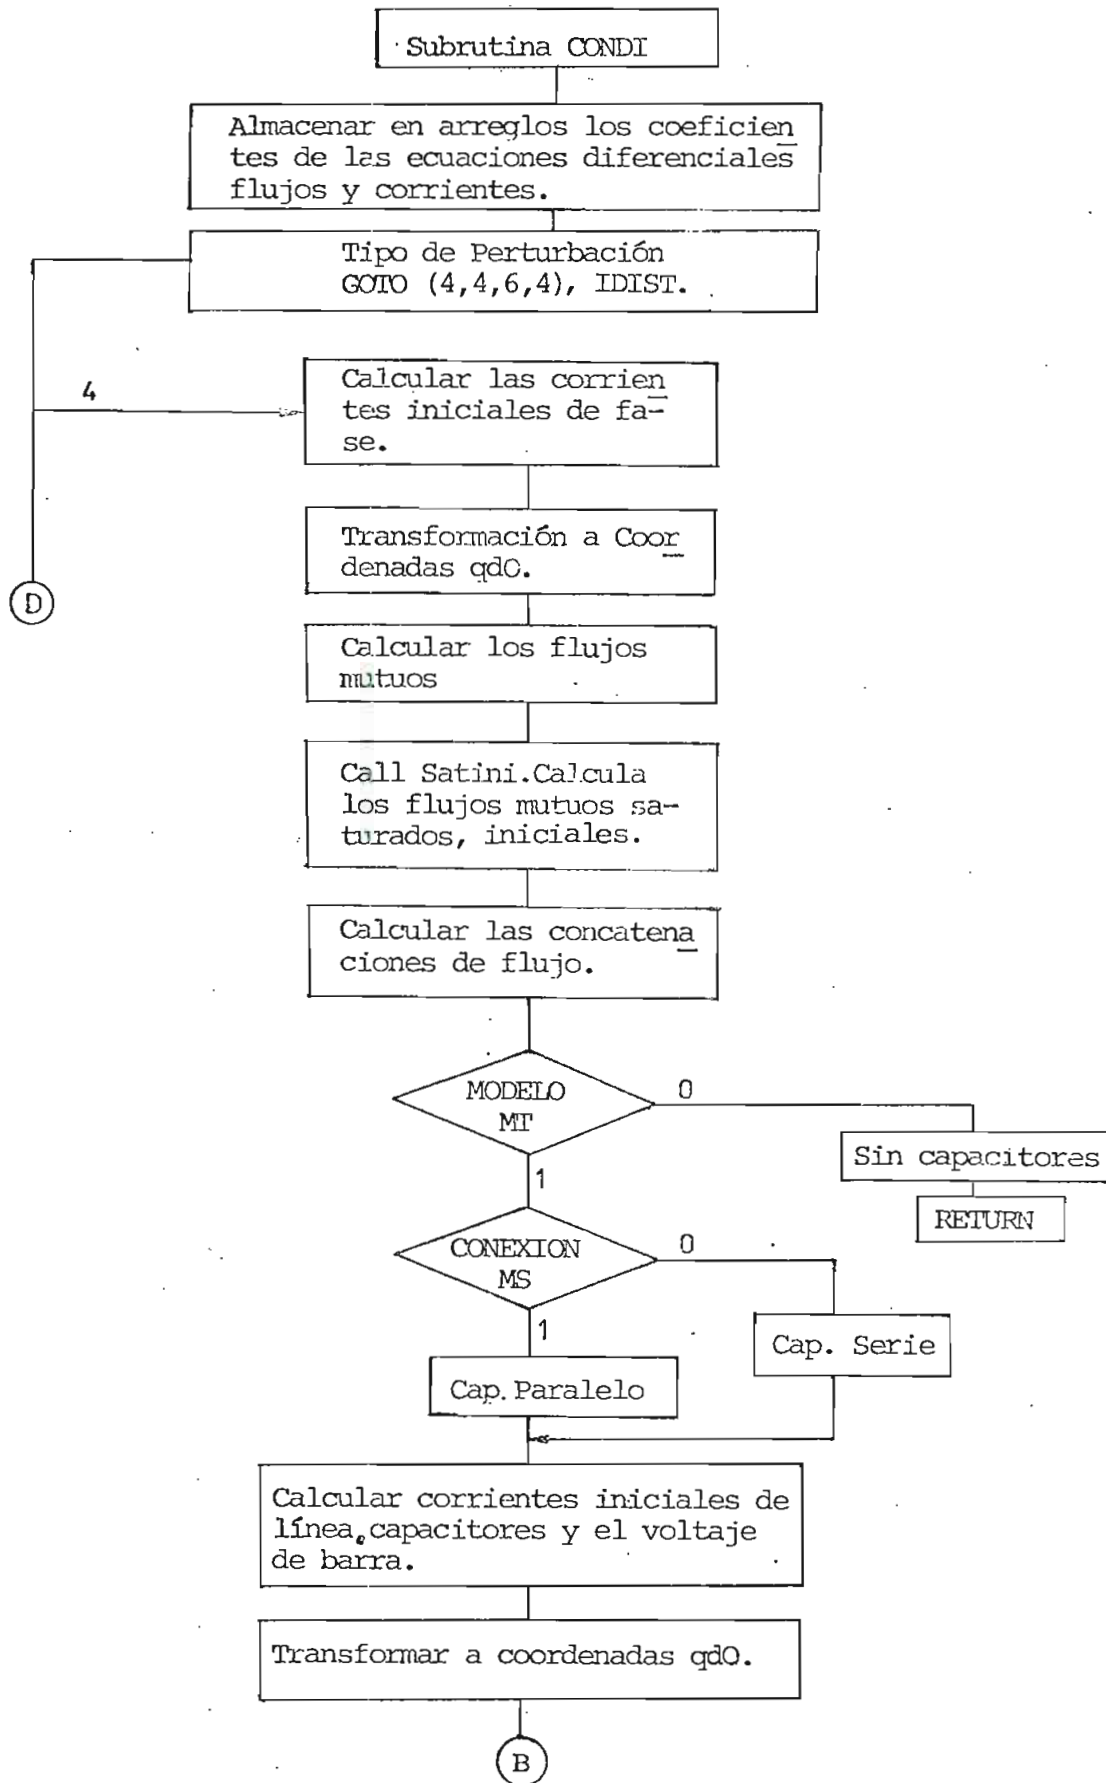 Subrutina CONDI
Almacenar en arreglos los coeficien
tes de las ecuaciones diferenciales
flujos y corrientes.
Tipo de Perturbación
GOTO (4,4,6,4), IDIST.
4
Calcular las corrien
tes iniciales de fa-
se.
Transformación a Coor
denadas qd0.
D
Calcular los flujos
mutuos
Call Satini.Calcula
los flujos mutuos sa-
turados, iniciales.
Calcular las concatena
ciones de flujo.
MODELO
MT
0
Sin capacitores
RETURN
1
CONEXION
MS
0
1
Cap. Serie
Cap. Paralelo
Calcular corrientes iniciales de
línea, capacitores y el voltaje
de barra.
Transformar a coordenadas qd0.
B